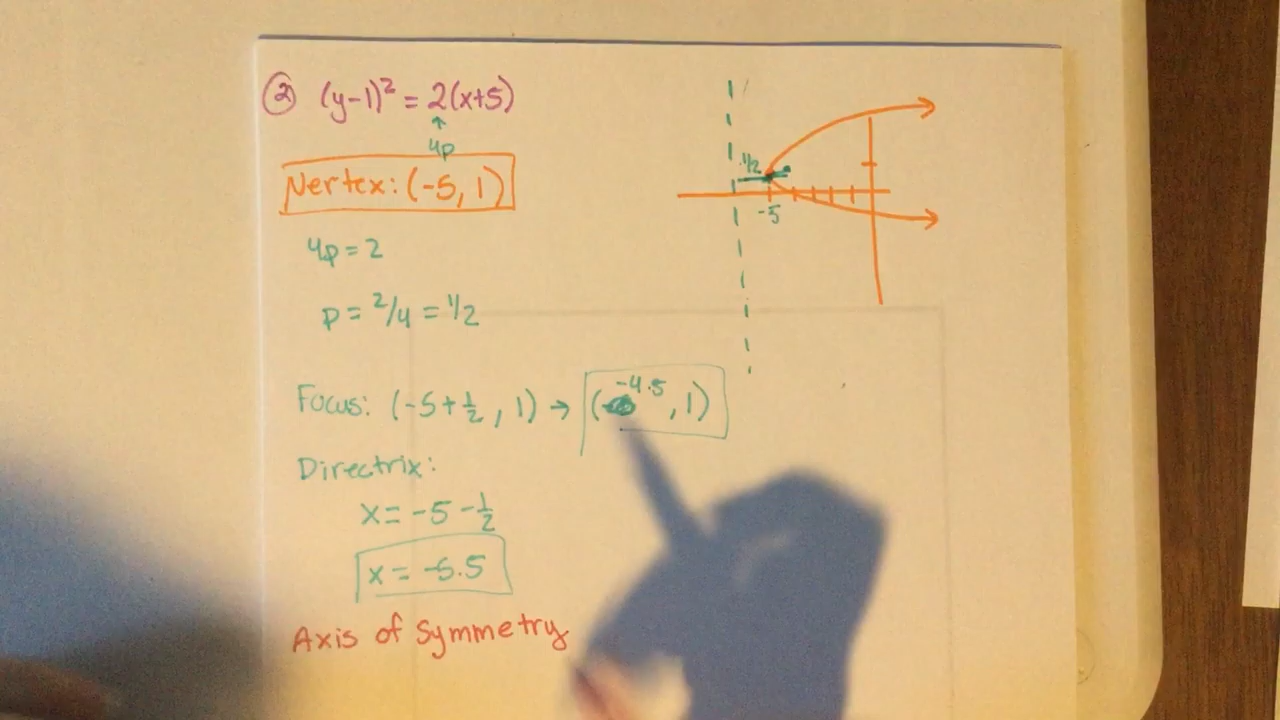 ② (y-1)² = 2(x+5)
↑
4p
Vertex: (-5, 1)
4p = 2
p = 2/4 = 1/2
Focus: (-5+½, 1) → (-4.5, 1)
Directrix:
x = -5 - ½
x = -5.5
Axis of Symmetry
1/2
-5